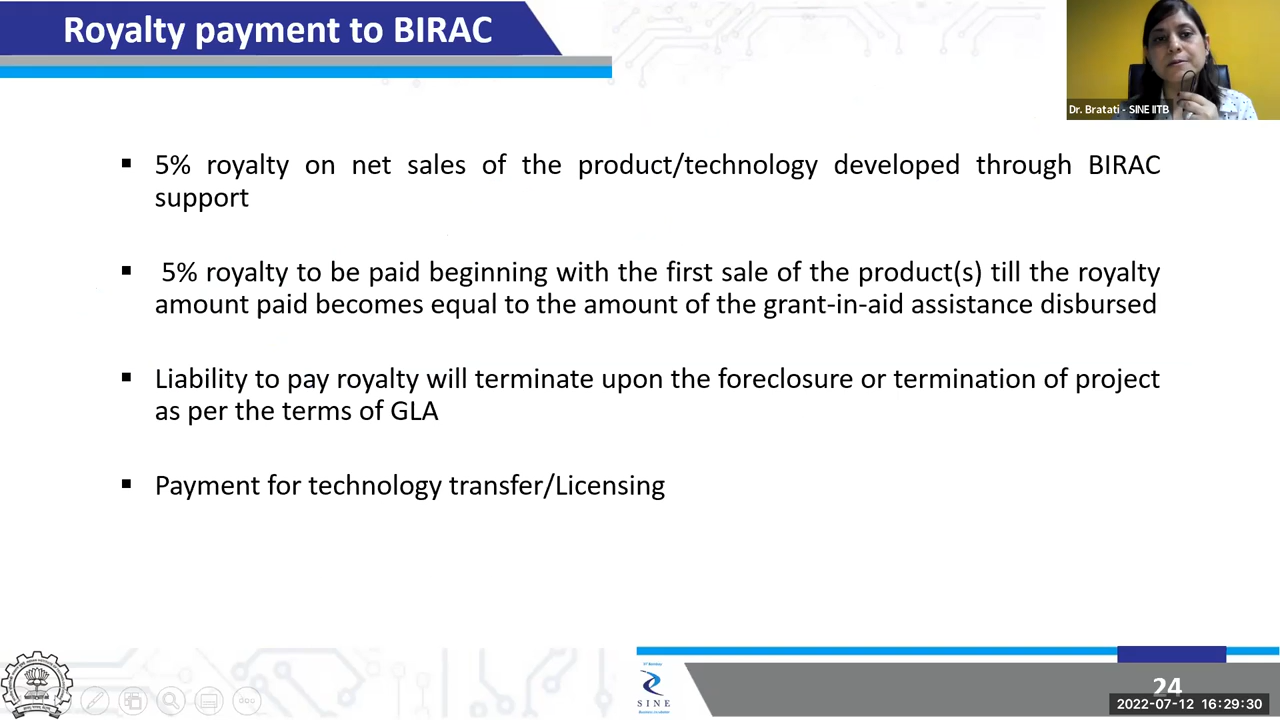 Royalty payment to BIRAC
Dr. Bratati - SINE IITB
▪ 5% royalty on net sales of the product/technology developed through BIRAC
support
▪ 5% royalty to be paid beginning with the first sale of the product(s) till the royalty
amount paid becomes equal to the amount of the grant-in-aid assistance disbursed
▪ Liability to pay royalty will terminate upon the foreclosure or termination of project
as per the terms of GLA
▪ Payment for technology transfer/Licensing
SINE
24
2022-07-12 16:29:30